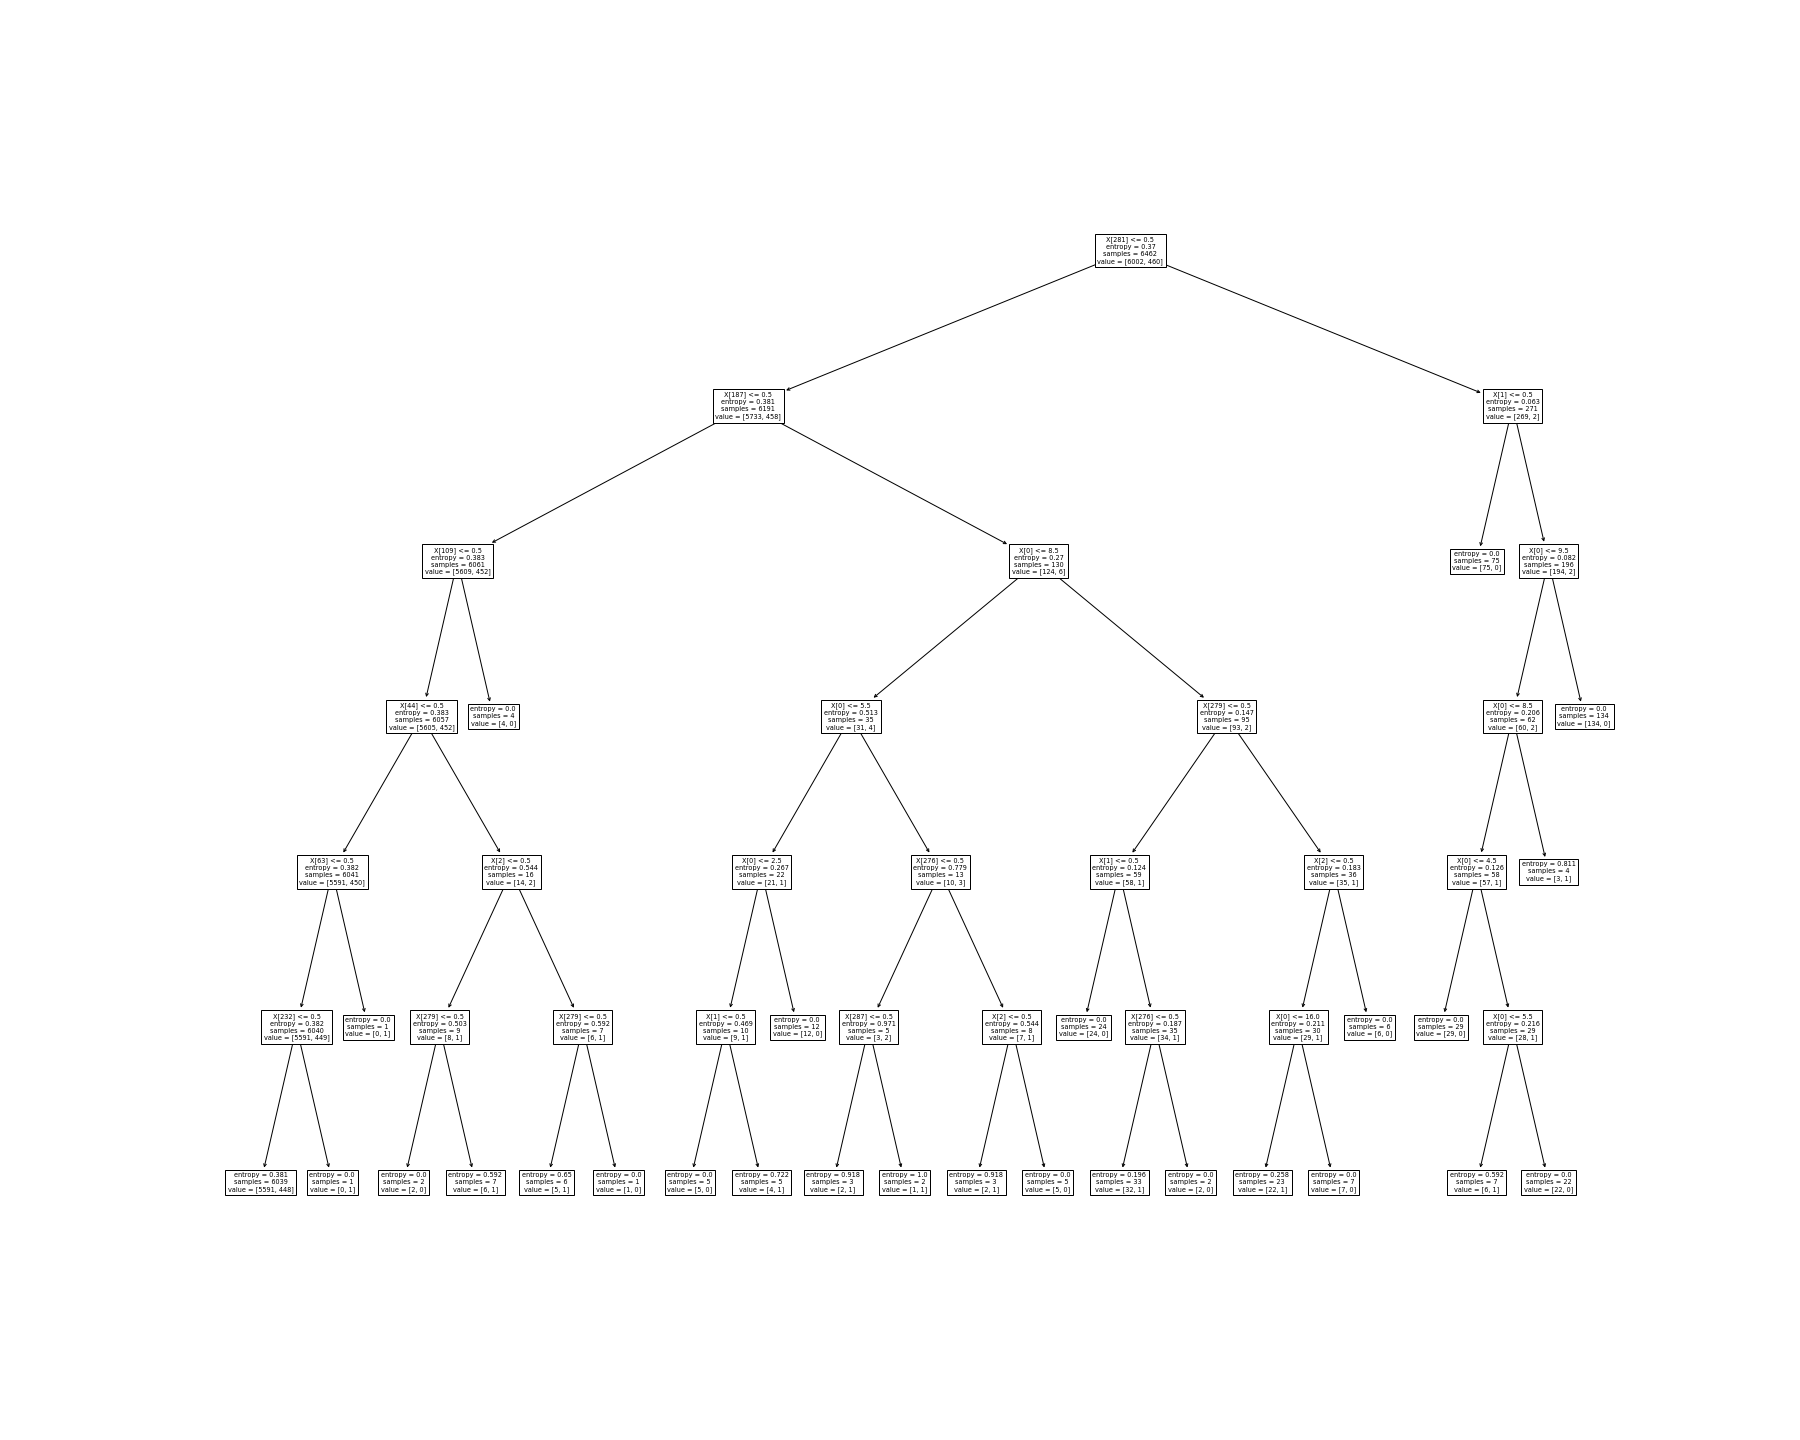 X[281] <= 0.5
entropy = 0.37
samples = 6462
value = [6002, 460]
X[187] <= 0.5
entropy = 0.381
samples = 6191
value = [5733, 458]
X[1] <= 0.5
entropy = 0.063
samples = 271
value = [269, 2]
X[109] <= 0.5
entropy = 0.383
samples = 6061
value = [5609, 452]
X[0] <= 8.5
entropy = 0.27
samples = 130
value = [124, 6]
entropy = 0.0
samples = 75
value = [75, 0]
X[0] <= 9.5
entropy = 0.082
samples = 196
value = [194, 2]
X[44] <= 0.5
entropy = 0.383
samples = 6057
value = [5605, 452]
entropy = 0.0
samples = 4
value = [4, 0]
X[0] <= 5.5
entropy = 0.513
samples = 35
value = [31, 4]
X[279] <= 0.5
entropy = 0.147
samples = 95
value = [93, 2]
X[0] <= 8.5
entropy = 0.206
samples = 62
value = [60, 2]
entropy = 0.0
samples = 134
value = [134, 0]
X[63] <= 0.5
entropy = 0.382
samples = 6041
value = [5591, 450]
X[2] <= 0.5
entropy = 0.544
samples = 16
value = [14, 2]
X[0] <= 2.5
entropy = 0.267
samples = 22
value = [21, 1]
X[276] <= 0.5
entropy = 0.779
samples = 13
value = [10, 3]
X[1] <= 0.5
entropy = 0.124
samples = 59
value = [58, 1]
X[2] <= 0.5
entropy = 0.183
samples = 36
value = [35, 1]
X[0] <= 4.5
entropy = 0.126
samples = 58
value = [57, 1]
entropy = 0.811
samples = 4
value = [3, 1]
X[232] <= 0.5
entropy = 0.382
samples = 6040
value = [5591, 449]
entropy = 0.0
samples = 1
value = [0, 1]
X[279] <= 0.5
entropy = 0.503
samples = 9
value = [8, 1]
X[279] <= 0.5
entropy = 0.592
samples = 7
value = [6, 1]
X[1] <= 0.5
entropy = 0.469
samples = 10
value = [9, 1]
entropy = 0.0
samples = 12
value = [12, 0]
X[287] <= 0.5
entropy = 0.971
samples = 5
value = [3, 2]
X[2] <= 0.5
entropy = 0.544
samples = 8
value = [7, 1]
entropy = 0.0
samples = 24
value = [24, 0]
X[276] <= 0.5
entropy = 0.187
samples = 35
value = [34, 1]
X[0] <= 16.0
entropy = 0.211
samples = 30
value = [29, 1]
entropy = 0.0
samples = 6
value = [6, 0]
entropy = 0.0
samples = 29
value = [29, 0]
X[0] <= 5.5
entropy = 0.216
samples = 29
value = [28, 1]
entropy = 0.381
samples = 6039
value = [5591, 448]
entropy = 0.0
samples = 1
value = [0, 1]
entropy = 0.0
samples = 2
value = [2, 0]
entropy = 0.592
samples = 7
value = [6, 1]
entropy = 0.65
samples = 6
value = [5, 1]
entropy = 0.0
samples = 1
value = [1, 0]
entropy = 0.0
samples = 5
value = [5, 0]
entropy = 0.722
samples = 5
value = [4, 1]
entropy = 0.918
samples = 3
value = [2, 1]
entropy = 1.0
samples = 2
value = [1, 1]
entropy = 0.918
samples = 3
value = [2, 1]
entropy = 0.0
samples = 5
value = [5, 0]
entropy = 0.196
samples = 33
value = [32, 1]
entropy = 0.0
samples = 2
value = [2, 0]
entropy = 0.258
samples = 23
value = [22, 1]
entropy = 0.0
samples = 7
value = [7, 0]
entropy = 0.592
samples = 7
value = [6, 1]
entropy = 0.0
samples = 22
value = [22, 0]